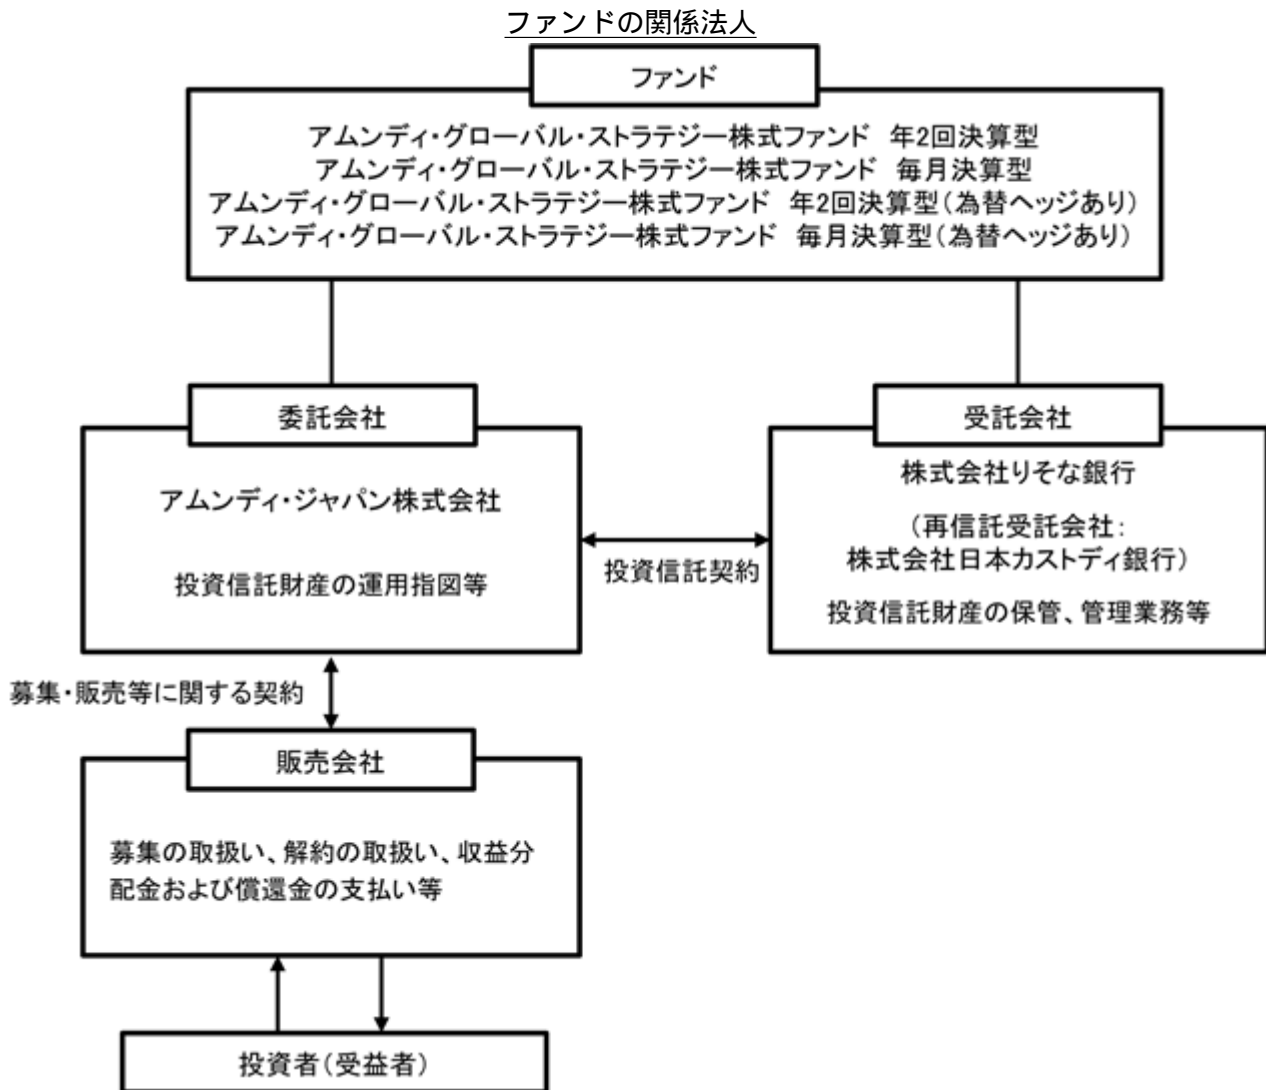 ファンドの関係法人
ファンド
アムンディ・グローバル・ストラテジー株式ファンド 年2回決算型
アムンディ・グローバル・ストラテジー株式ファンド 毎月決算型
アムンディ・グローバル・ストラテジー株式ファンド 年2回決算型(為替ヘッジあり)
アムンディ・グローバル・ストラテジー株式ファンド 毎月決算型(為替ヘッジあり)
委託会社
アムンディ・ジャパン株式会社
投資信託財産の運用指図等
投資信託契約
受託会社
株式会社りそな銀行
(再信託受託会社:
株式会社日本カストディ銀行)
投資信託財産の保管、管理業務等
募集・販売等に関する契約
販売会社
募集の取扱い、解約の取扱い、収益分
配金および償還金の支払い等
投資者(受益者)